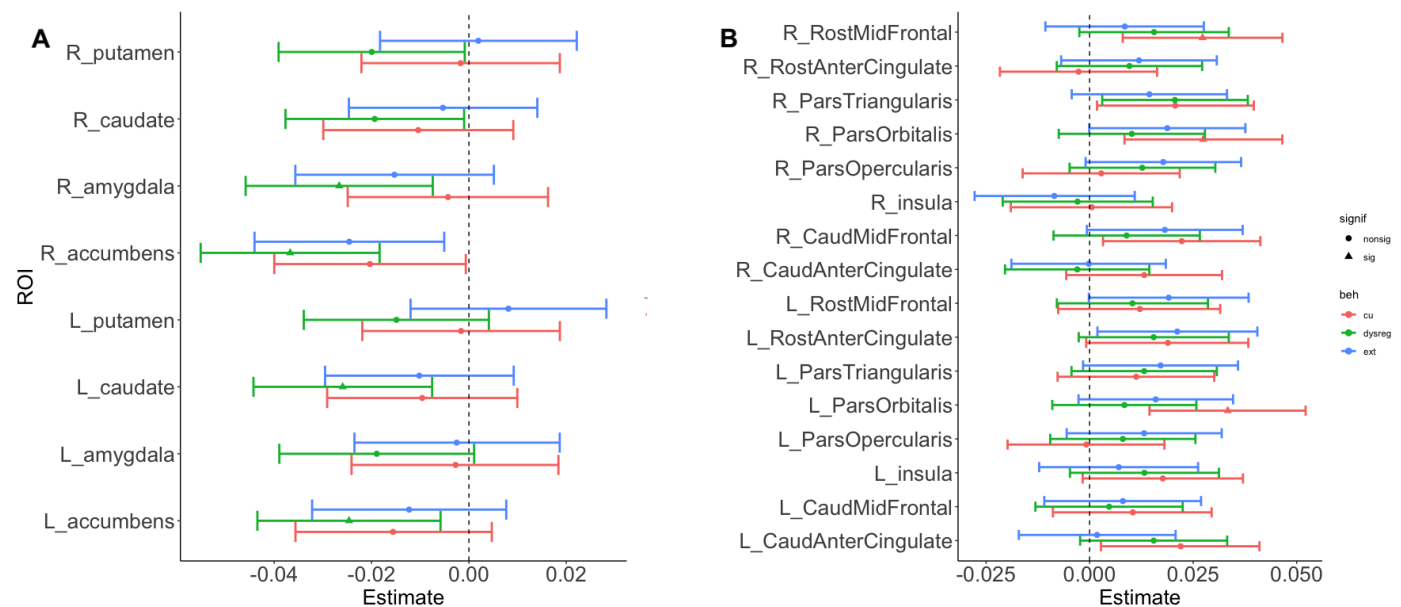 A
R_putamen
R_caudate
R_amygdala
R_accumbens
L_putamen
L_caudate
L_amygdala
L_accumbens
ROI
-0.04 -0.02 0.00 0.02
Estimate
B
R_RostMidFrontal
R_RostAnterCingulate
R_ParsTriangularis
R_ParsOrbitalis
R_ParsOpercularis
R_insula
R_CaudMidFrontal
R_CaudAnterCingulate
L_RostMidFrontal
L_RostAnterCingulate
L_ParsTriangularis
L_ParsOrbitalis
L_ParsOpercularis
L_insula
L_CaudMidFrontal
L_CaudAnterCingulate
-0.025 0.000 0.025 0.050
Estimate
signif
nonsig
sig
beh
cu
dysreg
ext